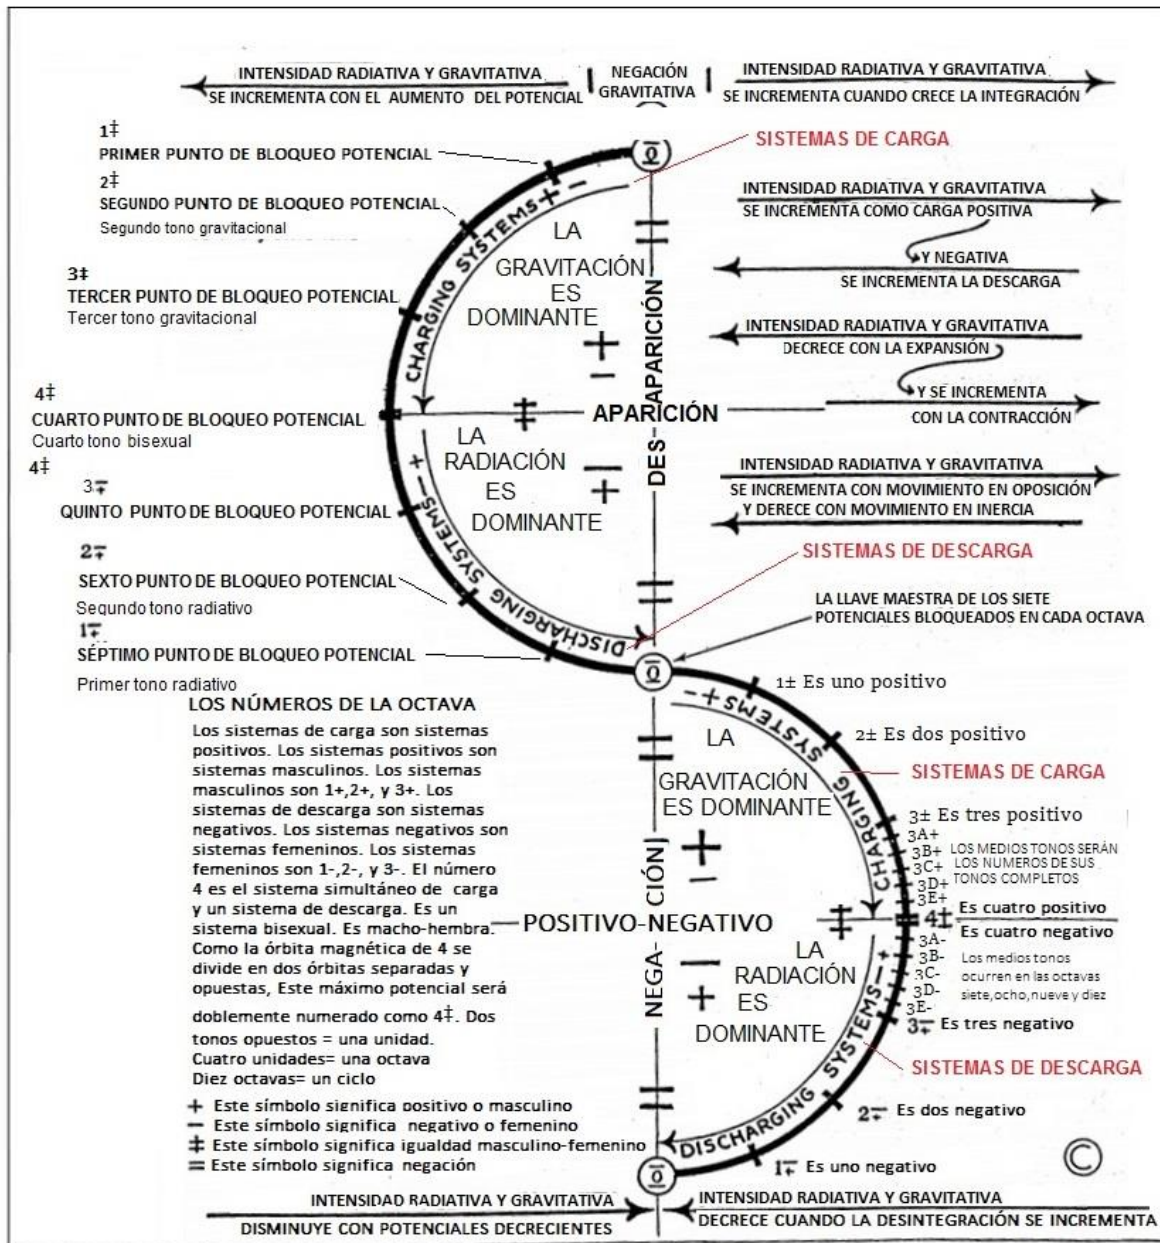 INTENSIDAD RADIATIVA Y GRAVITATIVA
SE INCREMENTA CON EL AUMENTO DEL POTENCIAL
NEGACIÓN
GRAVITATIVA
INTENSIDAD RADIATIVA Y GRAVITATIVA
SE INCREMENTA CUANDO CRECE LA INTEGRACIÓN
1‡
PRIMER PUNTO DE BLOQUEO POTENCIAL
2‡
SEGUNDO PUNTO DE BLOQUEO POTENCIAL
Segundo tono gravitacional
3‡
TERCER PUNTO DE BLOQUEO POTENCIAL
Tercer tono gravitacional
4‡
CUARTO PUNTO DE BLOQUEO POTENCIAL
Cuarto tono bisexual
4‡
3∓
QUINTO PUNTO DE BLOQUEO POTENCIAL
2∓
SEXTO PUNTO DE BLOQUEO POTENCIAL
Segundo tono radiativo
1∓
SÉPTIMO PUNTO DE BLOQUEO POTENCIAL
Primer tono radiativo
0
SISTEMAS DE CARGA
CHARGING SYSTEMS + −
LA
GRAVITACIÓN
ES
DOMINANTE
+
−
DES-APARICIÓN
APARICIÓN
‡
LA
RADIACIÓN
ES
DOMINANTE
−
+
DISCHARGING SYSTEMS − +
SISTEMAS DE DESCARGA
0
INTENSIDAD RADIATIVA Y GRAVITATIVA
SE INCREMENTA COMO CARGA POSITIVA
Y NEGATIVA
SE INCREMENTA LA DESCARGA
INTENSIDAD RADIATIVA Y GRAVITATIVA
DECRECE CON LA EXPANSIÓN
Y SE INCREMENTA
CON LA CONTRACCIÓN
INTENSIDAD RADIATIVA Y GRAVITATIVA
SE INCREMENTA CON MOVIMIENTO EN OPOSICIÓN
Y DERECE CON MOVIMIENTO EN INERCIA
LA LLAVE MAESTRA DE LOS SIETE
POTENCIALES BLOQUEADOS EN CADA OCTAVA
LOS NÚMEROS DE LA OCTAVA
Los sistemas de carga son sistemas
positivos. Los sistemas positivos son
sistemas masculinos. Los sistemas
masculinos son 1+,2+, y 3+. Los
sistemas de descarga son sistemas
negativos. Los sistemas negativos son
sistemas femeninos. Los sistemas
femeninos son 1-,2-, y 3-. El número
4 es el sistema simultáneo de carga
y un sistema de descarga. Es un
sistema bisexual. Es macho-hembra.
Como la órbita magnética de 4 se
divide en dos órbitas separadas y
opuestas, Este máximo potencial será
doblemente numerado como 4‡. Dos
tonos opuestos = una unidad.
Cuatro unidades= una octava
Diez octavas= un ciclo
+ Este símbolo significa positivo o masculino
− Este símbolo significa negativo o femenino
‡ Este símbolo significa igualdad masculino-femenino
= Este símbolo significa negación
CHARGING SYSTEMS + −
LA
GRAVITACIÓN
ES DOMINANTE
+
−
NEGA-CIÓN
POSITIVO-NEGATIVO
‡
LA
RADIACIÓN
ES
DOMINANTE
−
+
DISCHARGING SYSTEMS − +
0
1± Es uno positivo
2± Es dos positivo
SISTEMAS DE CARGA
3± Es tres positivo
3A+
3B+
3C+
3D+
3E+
LOS MEDIOS TONOS SERÁN
LOS NUMEROS DE SUS
TONOS COMPLETOS
4‡
Es cuatro positivo
Es cuatro negativo
3A-
3B-
3C-
3D-
3E-
Los medios tonos
ocurren en las octavas
siete,ocho,nueve y diez
3∓ Es tres negativo
SISTEMAS DE DESCARGA
2∓ Es dos negativo
1∓ Es uno negativo
©
INTENSIDAD RADIATIVA Y GRAVITATIVA
DISMINUYE CON POTENCIALES DECRECIENTES
INTENSIDAD RADIATIVA Y GRAVITATIVA
DECRECE CUANDO LA DESINTEGRACIÓN SE INCREMENTA